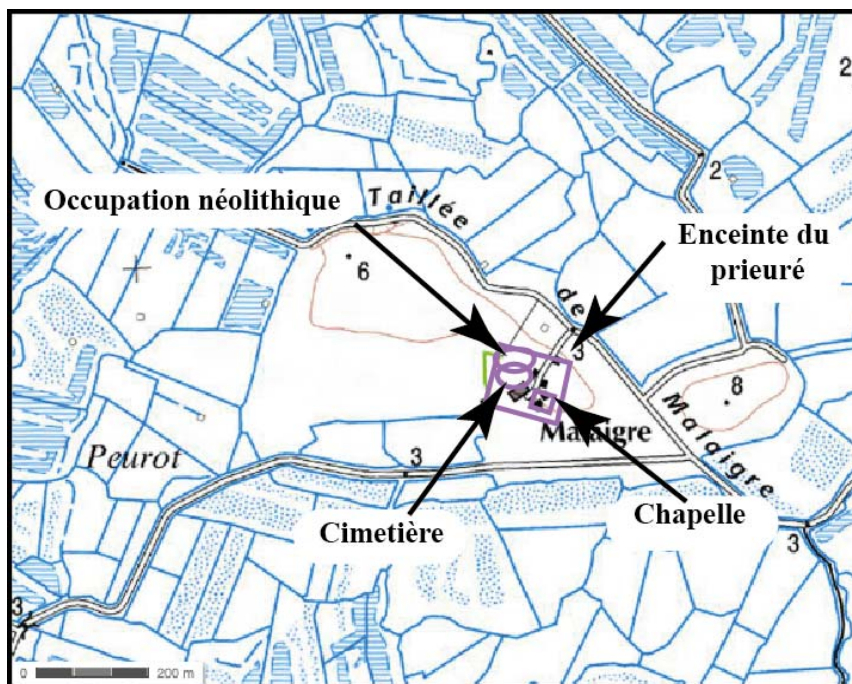 2
2
Occupation néolithique
Taillée
Enceinte du
prieuré
6
de
3
8
Malaigre
Malaigre
Peurot
3
Cimetière
Chapelle
3
3
0 200 m